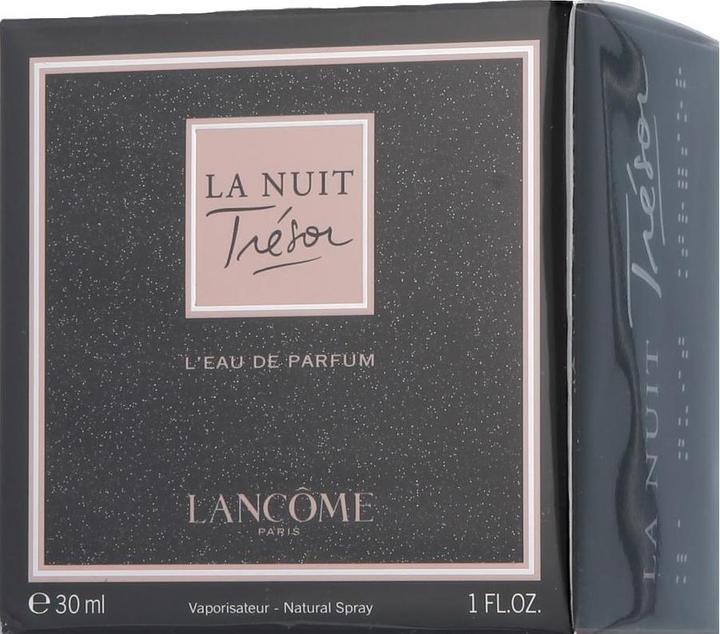 LA NUIT
Trésor
L'EAU DE PARFUM
LANCÔME
PARIS
℮ 30 ml
Vaporisateur - Natural Spray
1 FL.OZ.
LA NUIT Trésor